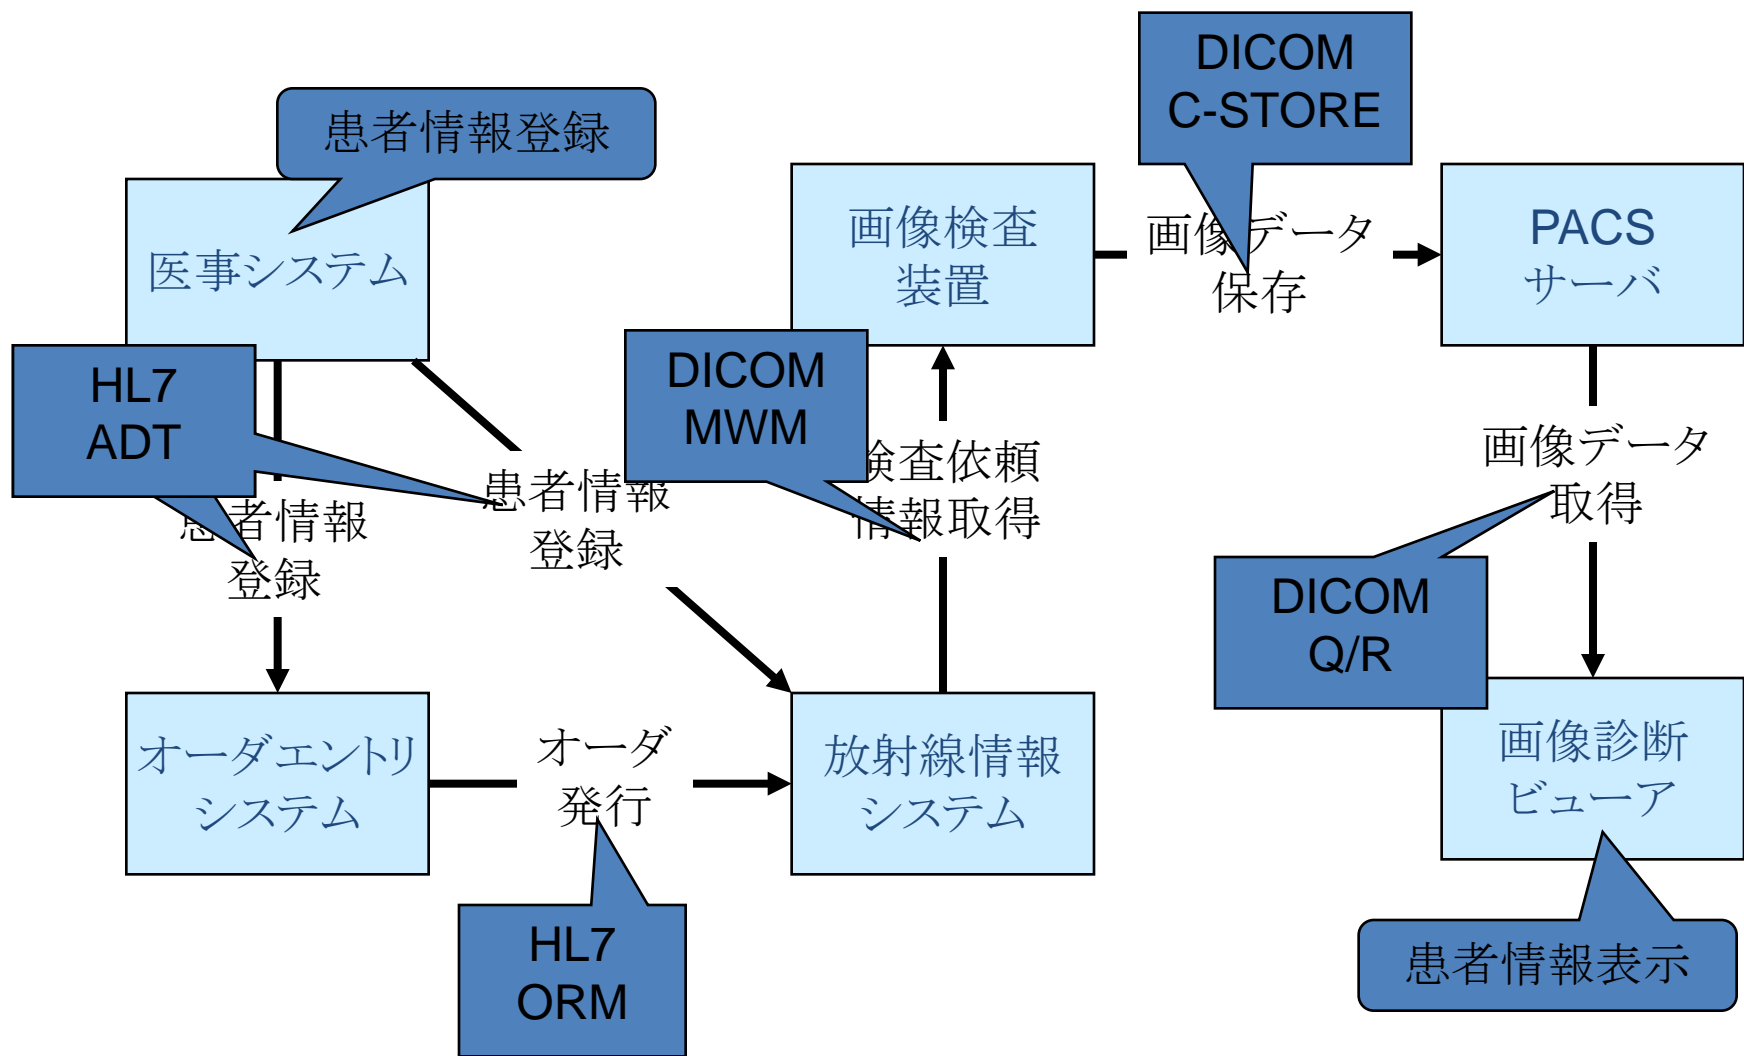 DICOM
C-STORE
患者情報登録
医事システム
画像検査
装置
画像データ
保存
PACS
サーバ
HL7
ADT
DICOM
MWM
患者情報
登録
患者情報
登録
検査依頼
情報取得
画像データ
取得
DICOM
Q/R
オーダエントリ
システム
オーダ
発行
放射線情報
システム
画像診断
ビューア
HL7
ORM
患者情報表示